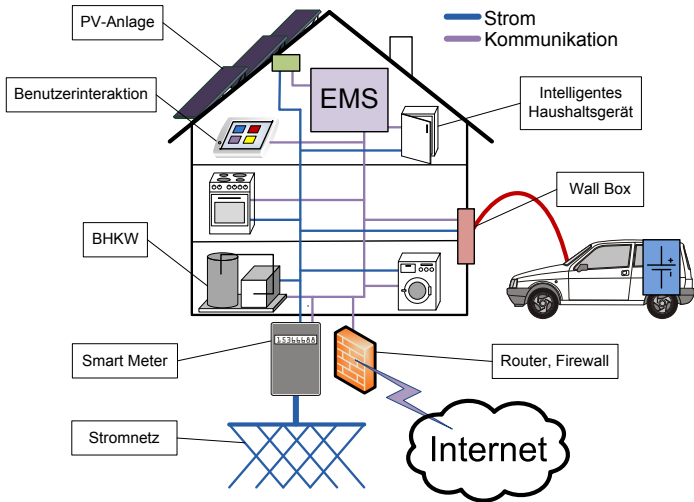 PV-Anlage
Strom
Kommunikation
Benutzerinteraktion
EMS
Intelligentes
Haushaltsgerät
Wall Box
BHKW
Smart Meter
Router, Firewall
Stromnetz
Internet